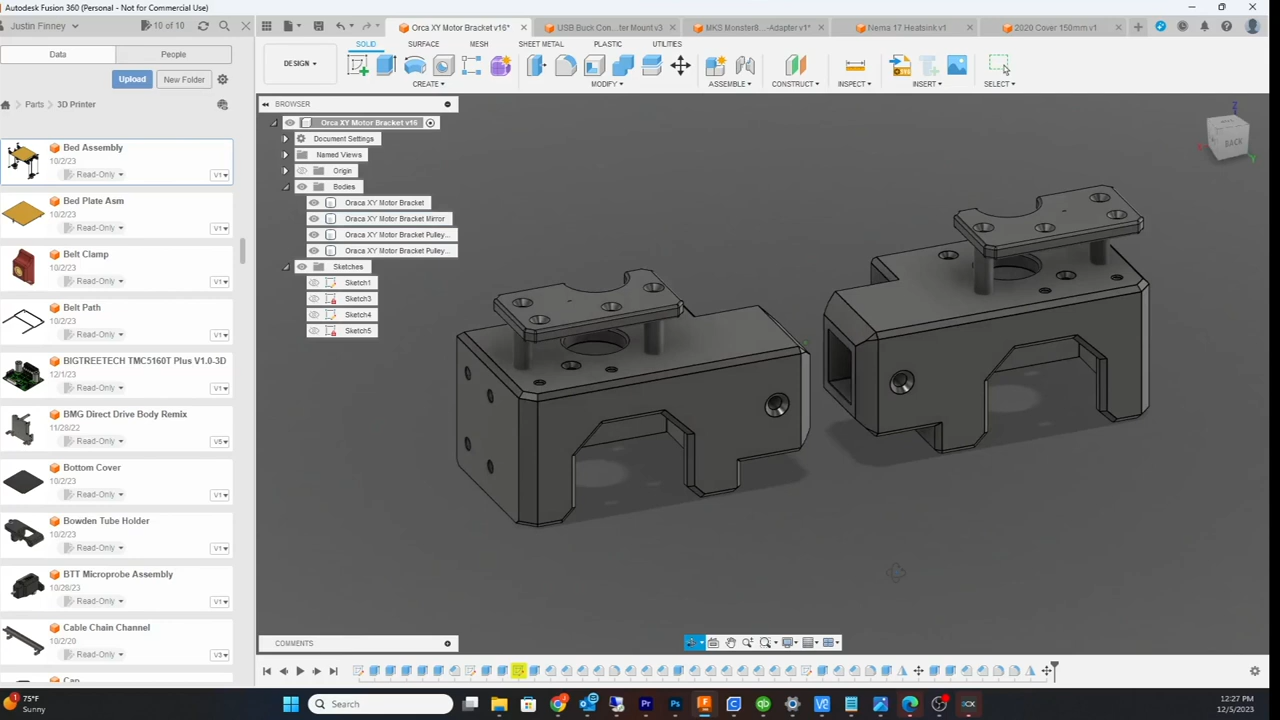 Autodesk Fusion 360 (Personal - Not for Commercial Use)
Justin Finney
10 of 10
Orca XY Motor Bracket v16*
USB Buck Con...ter Mount v3
MKS Monster8...-Adapter v1*
Nema 17 Heatsink v1
2020 Cover 150mm v1
Data
People
Upload
New Folder
Parts
3D Printer
DESIGN
SOLID
SURFACE
MESH
SHEET METAL
PLASTIC
UTILITIES
CREATE
MODIFY
ASSEMBLE
CONSTRUCT
INSPECT
INSERT
SELECT
BROWSER
Orca XY Motor Bracket v16
Document Settings
Named Views
Origin
Bodies
Oraca XY Motor Bracket
Oraca XY Motor Bracket Mirror
Oraca XY Motor Bracket Pulley...
Oraca XY Motor Bracket Pulley...
Sketches
Sketch1
Sketch3
Sketch4
Sketch5
Z
BACK
Y
Bed Assembly
10/2/23
Read-Only
V1
Bed Plate Asm
10/2/23
Read-Only
V1
Belt Clamp
10/2/23
Read-Only
V1
Belt Path
10/2/23
Read-Only
V1
BIGTREETECH TMC5160T Plus V1.0-3D
12/1/23
Read-Only
V1
BMG Direct Drive Body Remix
11/28/22
Read-Only
V5
Bottom Cover
10/2/23
Read-Only
V1
Bowden Tube Holder
10/2/23
Read-Only
V1
BTT Microprobe Assembly
10/28/23
Read-Only
V1
Cable Chain Channel
10/2/20
Read-Only
V3
COMMENTS
75°F
Sunny
Search
12:27 PM
12/5/2023